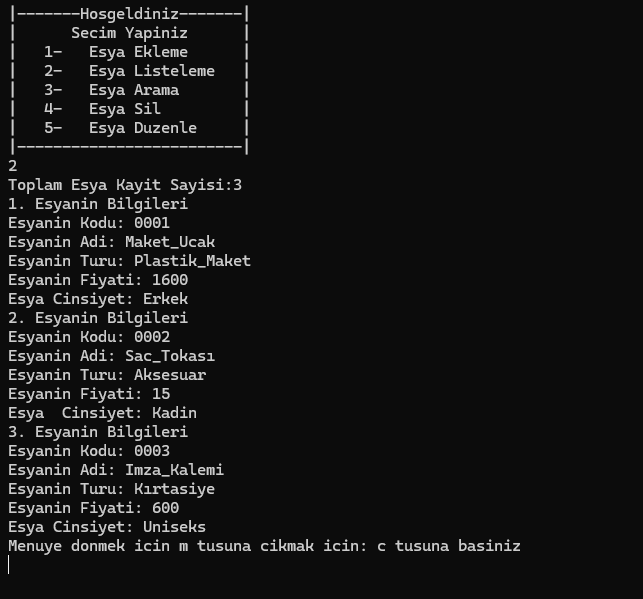 |-------Hosgeldiniz-------|
|      Secim Yapiniz      |
|   1-   Esya Ekleme      |
|   2-   Esya Listeleme   |
|   3-   Esya Arama       |
|   4-   Esya Sil         |
|   5-   Esya Duzenle     |
|-------------------------|
2
Toplam Esya Kayit Sayisi:3
1. Esyanin Bilgileri
Esyanin Kodu: 0001
Esyanin Adi: Maket_Ucak
Esyanin Turu: Plastik_Maket
Esyanin Fiyati: 1600
Esya Cinsiyet: Erkek
2. Esyanin Bilgileri
Esyanin Kodu: 0002
Esyanin Adi: Sac_Tokası
Esyanin Turu: Aksesuar
Esyanin Fiyati: 15
Esya  Cinsiyet: Kadin
3. Esyanin Bilgileri
Esyanin Kodu: 0003
Esyanin Adi: Imza_Kalemi
Esyanin Turu: Kırtasiye
Esyanin Fiyati: 600
Esya Cinsiyet: Uniseks
Menuye donmek icin m tusuna cikmak icin: c tusuna basiniz